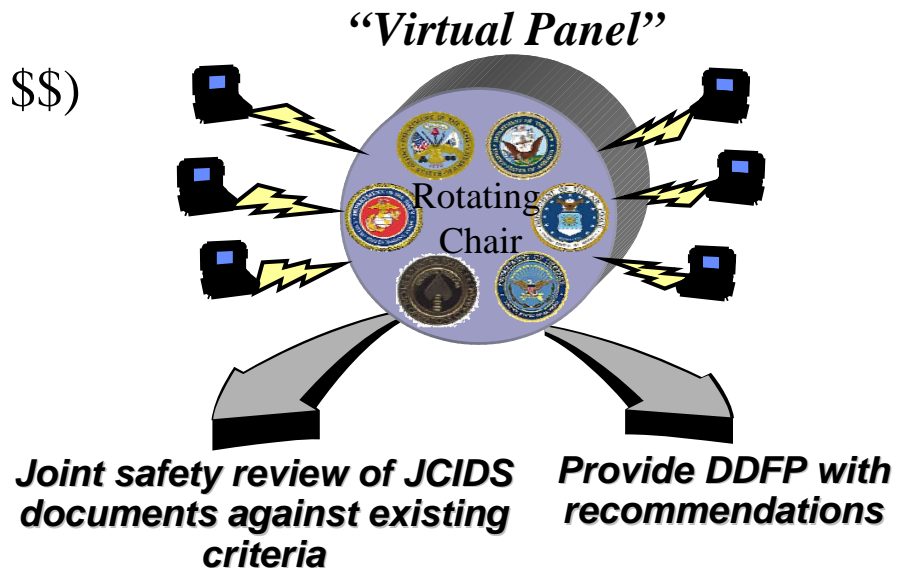 “Virtual Panel”
$$)
Rotating
Chair
Joint safety review of JCIDS
documents against existing
criteria
Provide DDFP with
recommendations